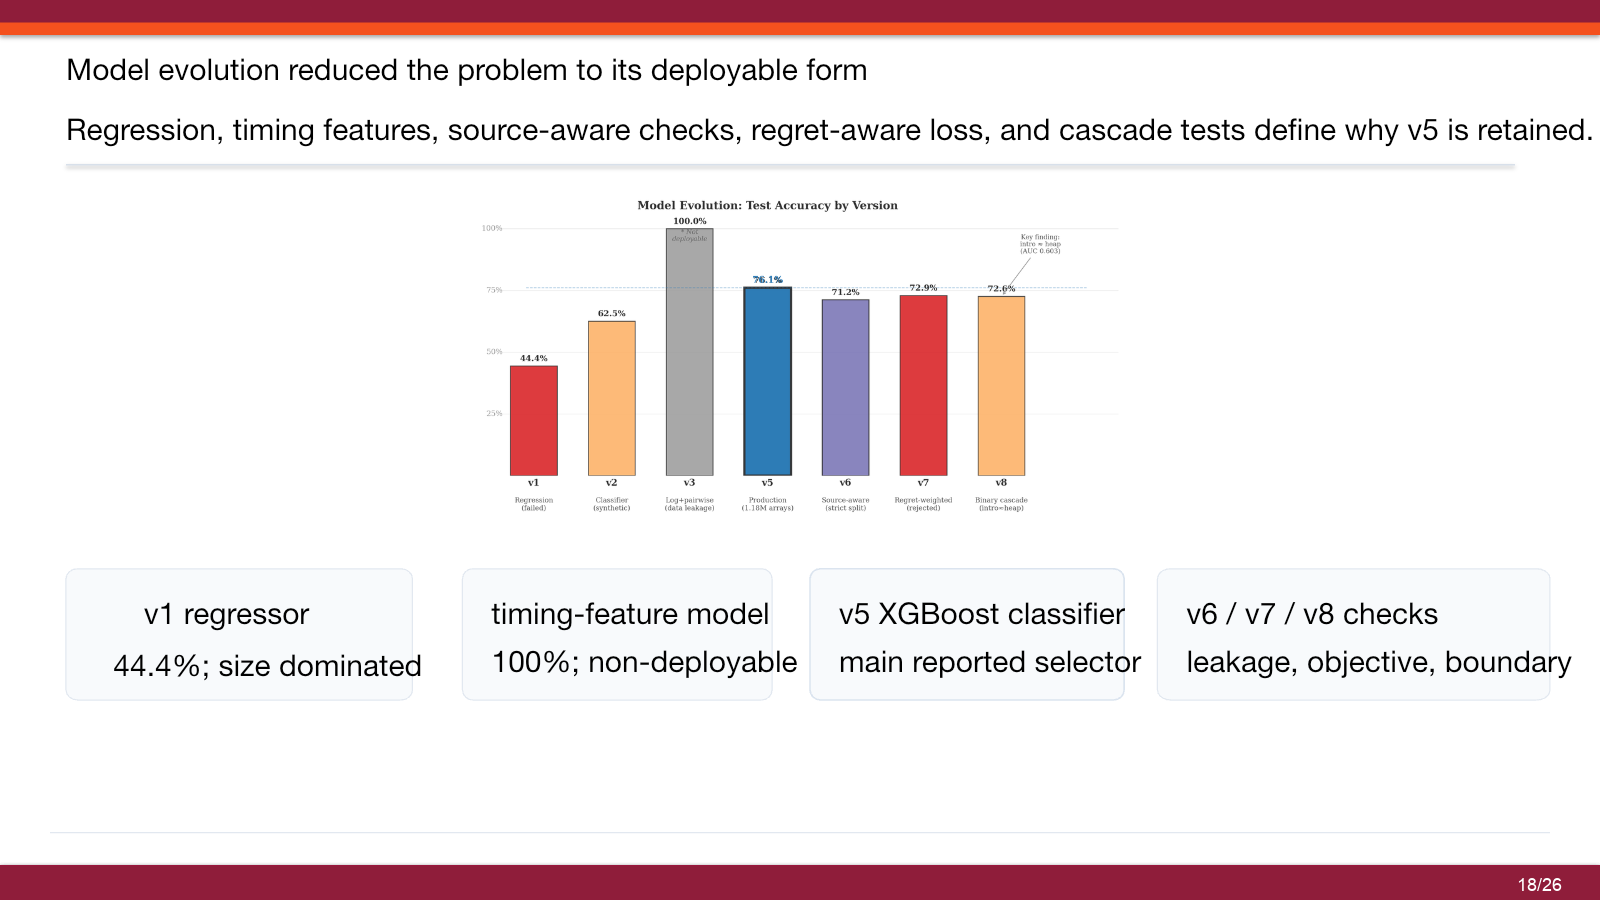 Model evolution reduced the problem to its deployable form
Regression, timing features, source-aware checks, regret-aware loss, and cascade tests define why v5 is retained.
Model Evolution: Test Accuracy by Version
100%
75%
50%
25%
44.4%
62.5%
100.0%
* Not
deployable
76.1%
71.2%
72.9%
72.6%
Key finding:
Intro ≈ heap
(AUC 0.603)
v1
Regression
(failed)
v2
Classifier
(synthetic)
v3
Log+pairwise
(data leakage)
v5
Production
(1.18M arrays)
v6
Source-aware
(strict split)
v7
Regret-weighted
(rejected)
v8
Binary cascade
(intro≈heap)
v1 regressor
44.4%; size dominated
timing-feature model
100%; non-deployable
v5 XGBoost classifier
main reported selector
v6 / v7 / v8 checks
leakage, objective, boundary
18/26